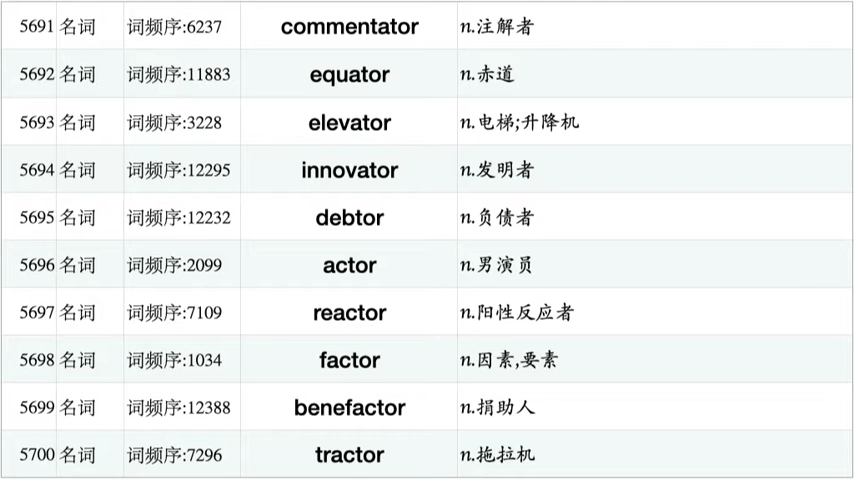 5691 名词 词频序:6237 commentator n.注解者
5692 名词 词频序:11883 equator n.赤道
5693 名词 词频序:3228 elevator n.电梯;升降机
5694 名词 词频序:12295 innovator n.发明者
5695 名词 词频序:12232 debtor n.负债者
5696 名词 词频序:2099 actor n.男演员
5697 名词 词频序:7109 reactor n.阳性反应者
5698 名词 词频序:1034 factor n.因素,要素
5699 名词 词频序:12388 benefactor n.捐助人
5700 名词 词频序:7296 tractor n.拖拉机